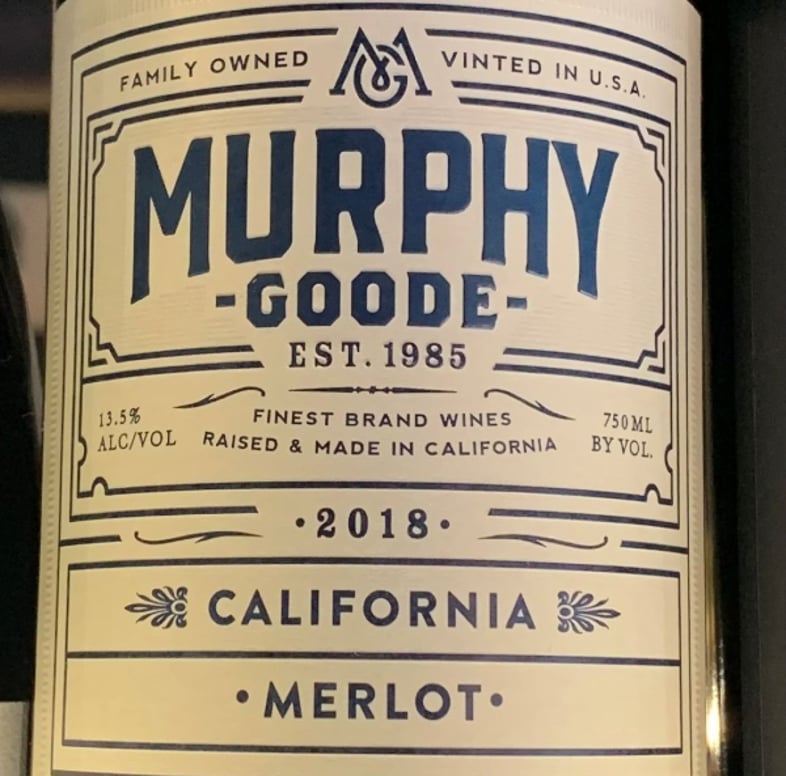 FAMILY OWNED MG VINTED IN U.S.A.
MURPHY
-GOODE-
EST. 1985
13.5% FINEST BRAND WINES 750ML
ALC/VOL RAISED & MADE IN CALIFORNIA BY VOL.
·2018·
CALIFORNIA
·MERLOT·